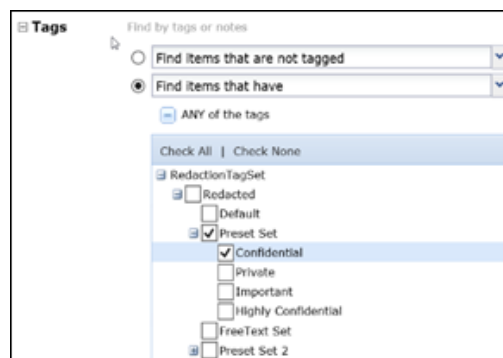 Tags
Find by tags or notes
Find items that are not tagged
Find items that have
ANY of the tags
Check All | Check None
RedactionTagSet
Redacted
Default
Preset Set
Confidential
Private
Important
Highly Confidential
FreeText Set
Preset Set 2